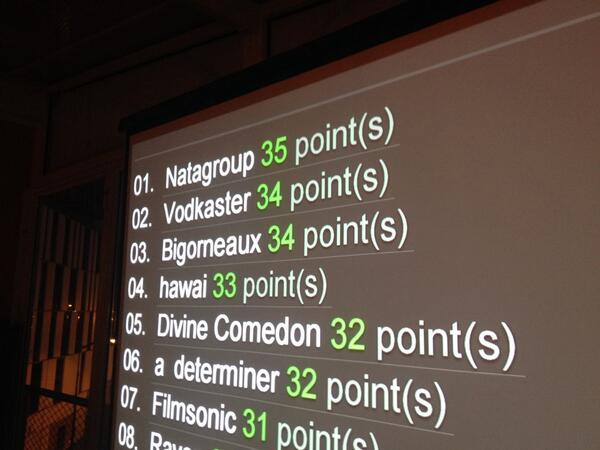 01. Natagroup 35 point(s)
02. Vodkaster 34 point(s)
03. Bigorneaux 34 point(s)
04. hawai 33 point(s)
05. Divine Comedon 32 point(s)
06. a determiner 32 point(s)
07. Filmsonic 31 point(s)
08.